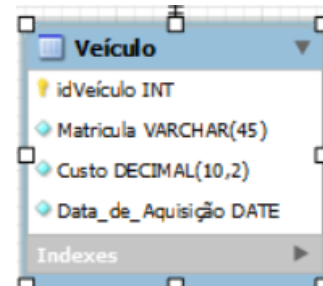 Veículo
idVeículo INT
Matricula VARCHAR(45)
Custo DECIMAL(10,2)
Data_de_Aquisição DATE
Indexes